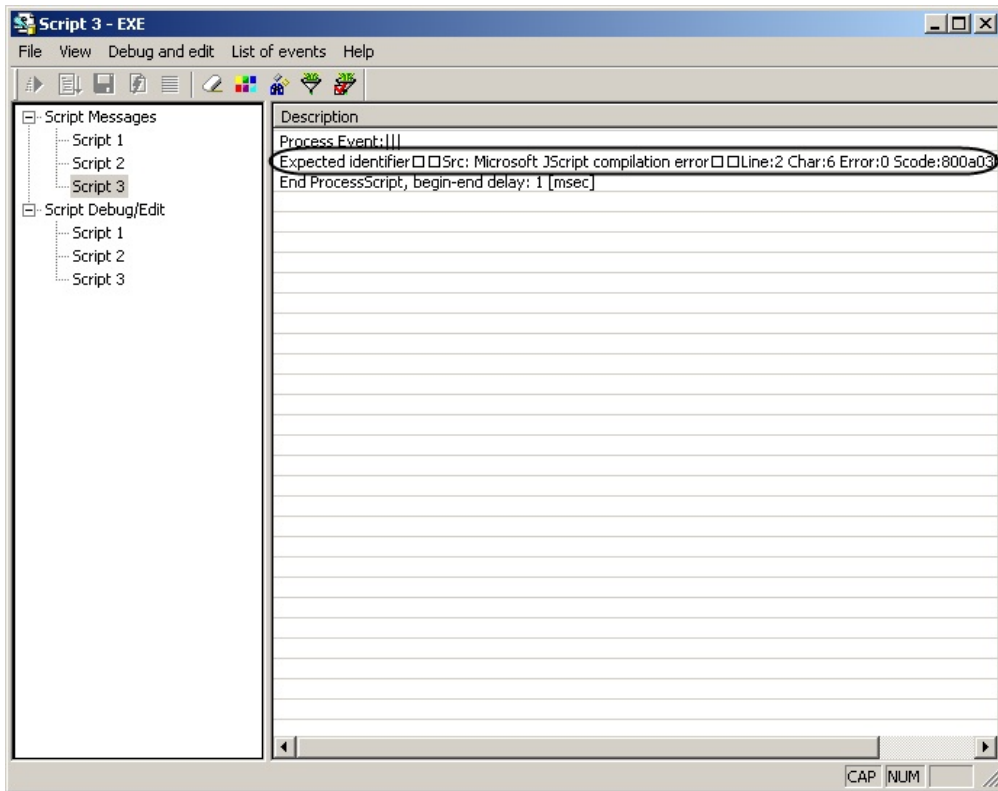 Script 3 - EXE
File View Debug and edit List of events Help
Script Messages
Script 1
Script 2
Script 3
Script Debug/Edit
Script 1
Script 2
Script 3
Description
Process Event:|||
Expected identifier□□Src: Microsoft JScript compilation error□□Line:2 Char:6 Error:0 Scode:800a03
End ProcessScript, begin-end delay: 1 [msec]
CAP NUM